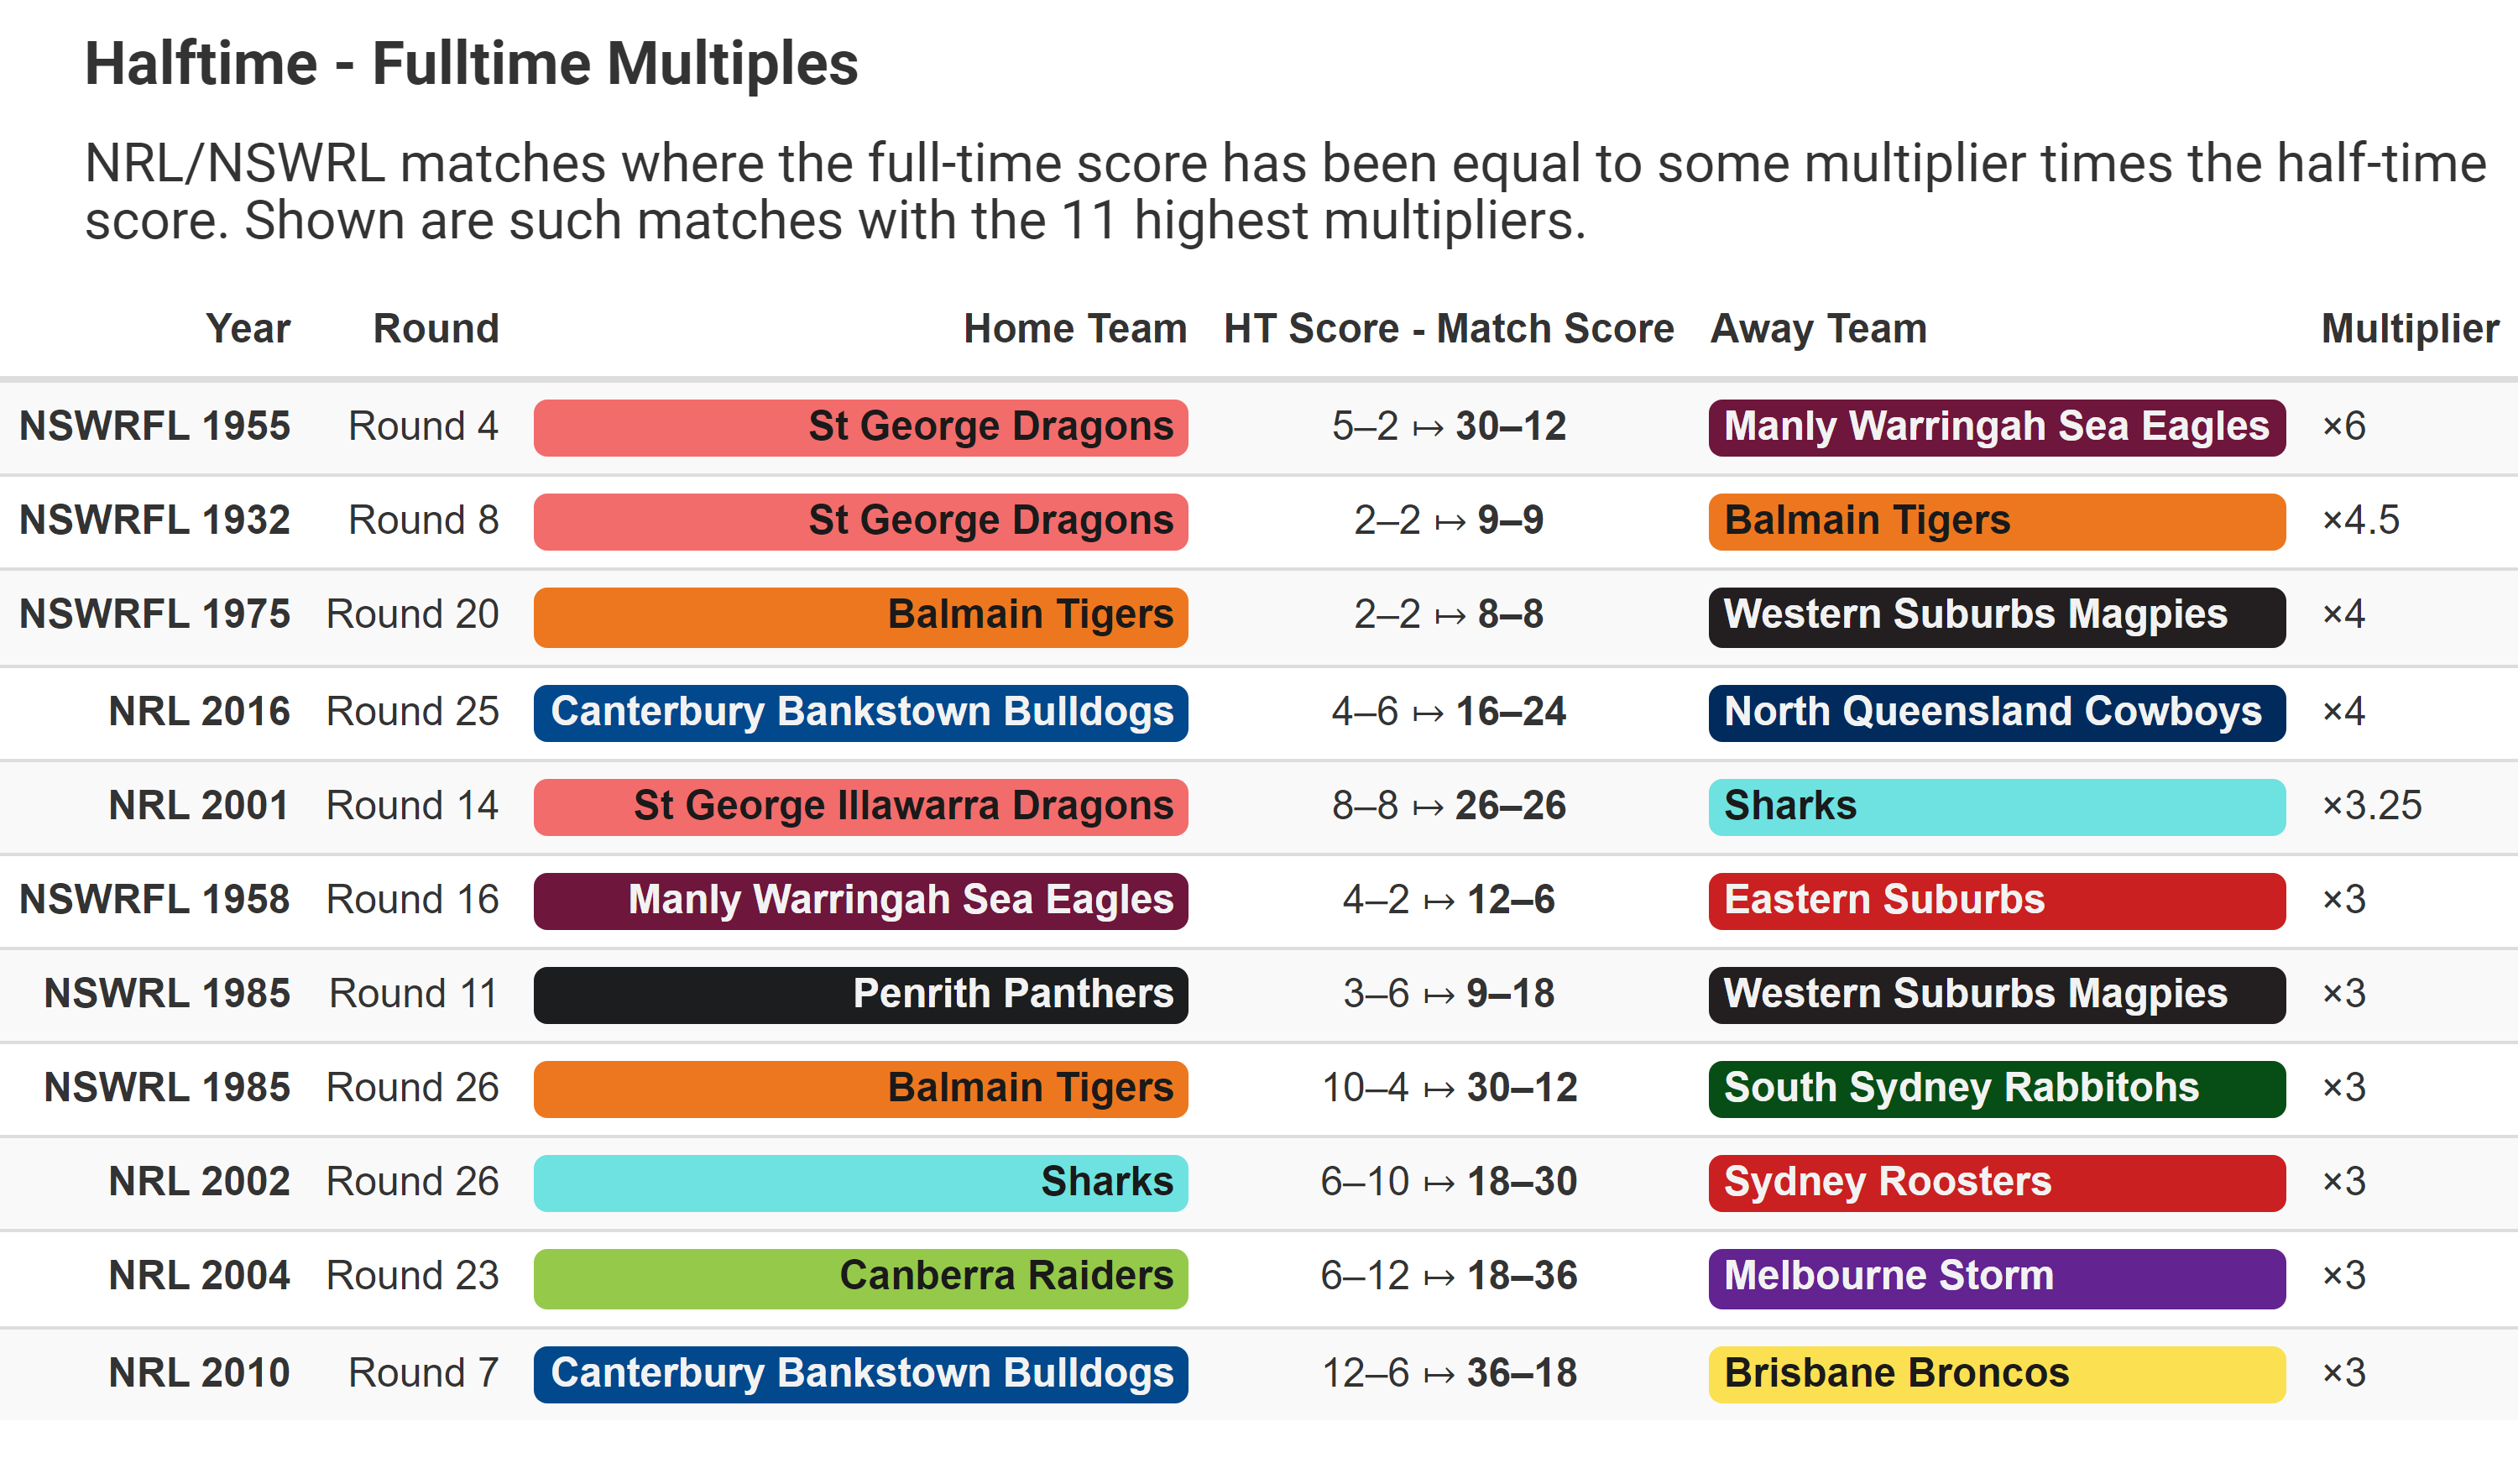 Halftime - Fulltime Multiples
NRL/NSWRL matches where the full-time score has been equal to some multiplier times the half-time
score. Shown are such matches with the 11 highest multipliers.
Year Round Home Team HT Score - Match Score Away Team Multiplier
NSWRFL 1955 Round 4 St George Dragons 5–2 ↦ 30–12 Manly Warringah Sea Eagles ×6
NSWRFL 1932 Round 8 St George Dragons 2–2 ↦ 9–9 Balmain Tigers ×4.5
NSWRFL 1975 Round 20 Balmain Tigers 2–2 ↦ 8–8 Western Suburbs Magpies ×4
NRL 2016 Round 25 Canterbury Bankstown Bulldogs 4–6 ↦ 16–24 North Queensland Cowboys ×4
NRL 2001 Round 14 St George Illawarra Dragons 8–8 ↦ 26–26 Sharks ×3.25
NSWRFL 1958 Round 16 Manly Warringah Sea Eagles 4–2 ↦ 12–6 Eastern Suburbs ×3
NSWRL 1985 Round 11 Penrith Panthers 3–6 ↦ 9–18 Western Suburbs Magpies ×3
NSWRL 1985 Round 26 Balmain Tigers 10–4 ↦ 30–12 South Sydney Rabbitohs ×3
NRL 2002 Round 26 Sharks 6–10 ↦ 18–30 Sydney Roosters ×3
NRL 2004 Round 23 Canberra Raiders 6–12 ↦ 18–36 Melbourne Storm ×3
NRL 2010 Round 7 Canterbury Bankstown Bulldogs 12–6 ↦ 36–18 Brisbane Broncos ×3